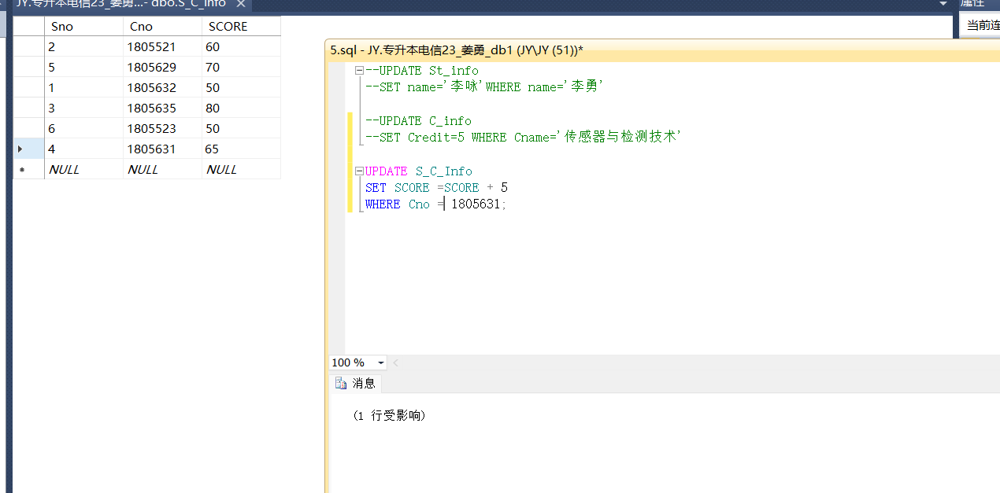 JY.专升本电信23_姜勇...- dbo.S_C_Info
属性
当前连
Sno Cno SCORE
2 1805521 60
5 1805629 70
1 1805632 50
3 1805635 80
6 1805523 50
4 1805631 65
NULL NULL NULL
5.sql - JY.专升本电信23_姜勇_db1 (JY\JY (51))*
--UPDATE St_info
--SET name='李咏'WHERE name='李勇'
--UPDATE C_info
--SET Credit=5 WHERE Cname='传感器与检测技术'
UPDATE S_C_Info
SET SCORE =SCORE + 5
WHERE Cno = 1805631;
100 %
消息
(1 行受影响)